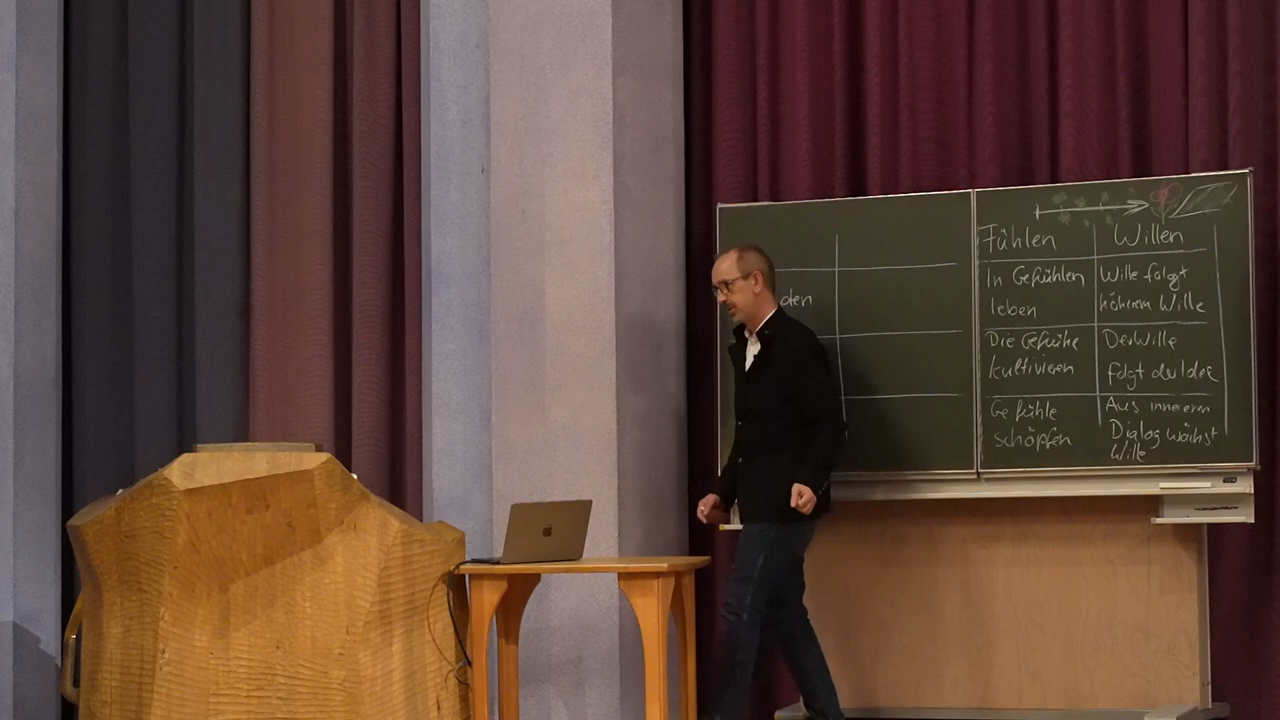 den
Fühlen Willen
In Gefühlen Wille folgt
leben höherem Wille
Die Gefühle Der Wille
kultivieren folgt der Idee
Gefühle Aus innerem
schöpfen Dialog wächst
Wille